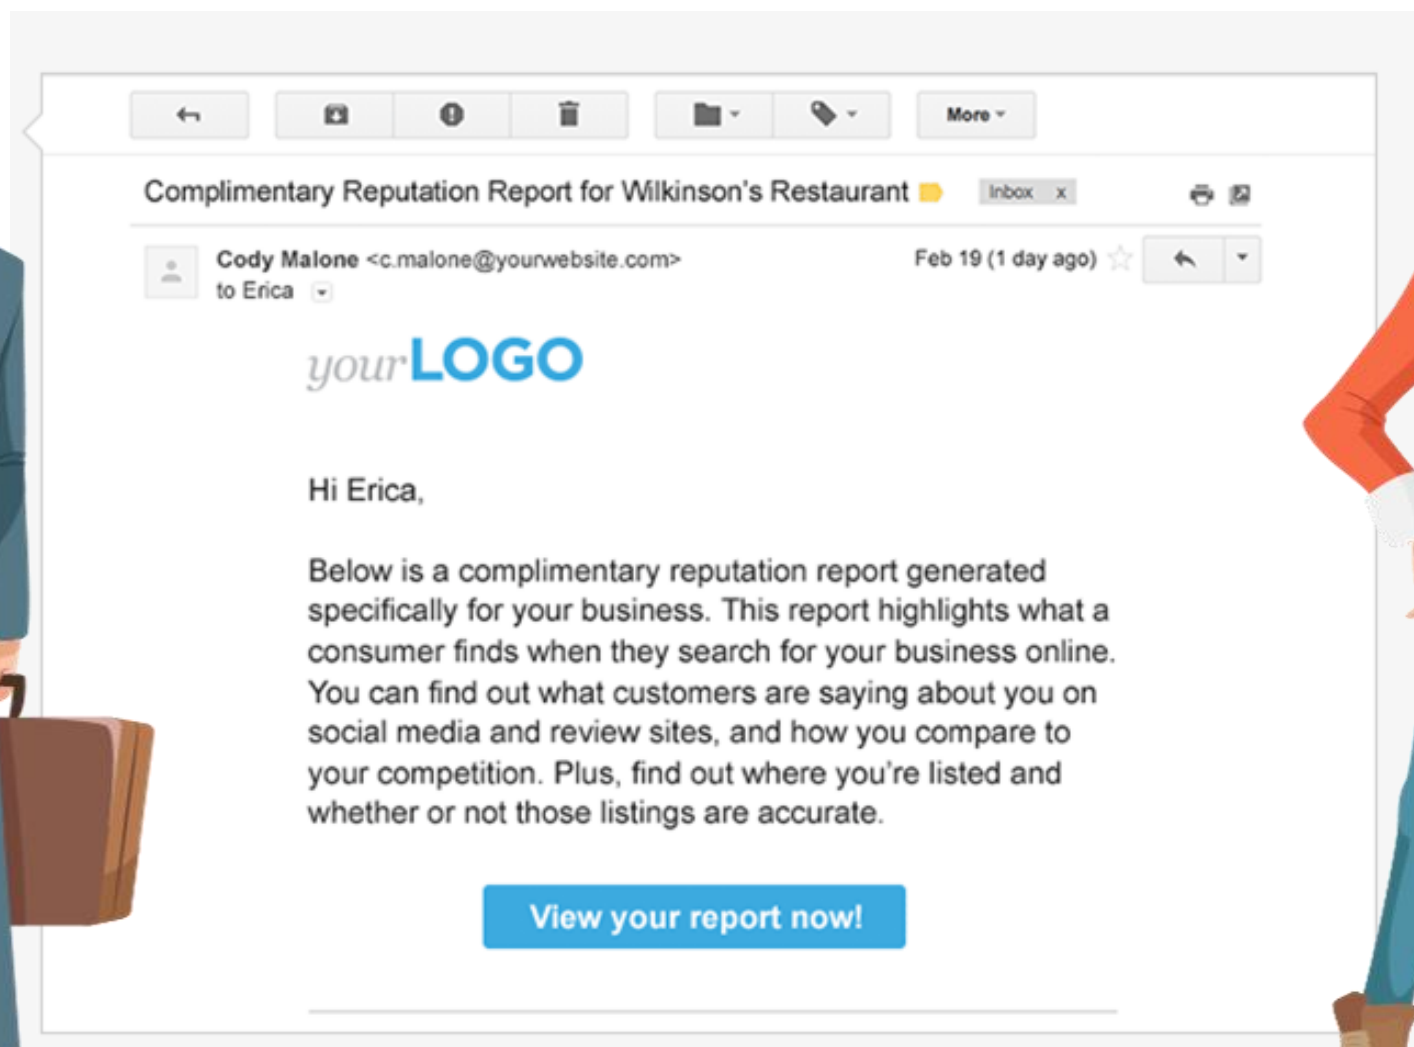 More
Complimentary Reputation Report for Wilkinson's Restaurant Inbox x
Cody Malone <c.malone@yourwebsite.com> Feb 19 (1 day ago)
to Erica
yourLOGO
Hi Erica,
Below is a complimentary reputation report generated
specifically for your business. This report highlights what a
consumer finds when they search for your business online.
You can find out what customers are saying about you on
social media and review sites, and how you compare to
your competition. Plus, find out where you're listed and
whether or not those listings are accurate.
View your report now!